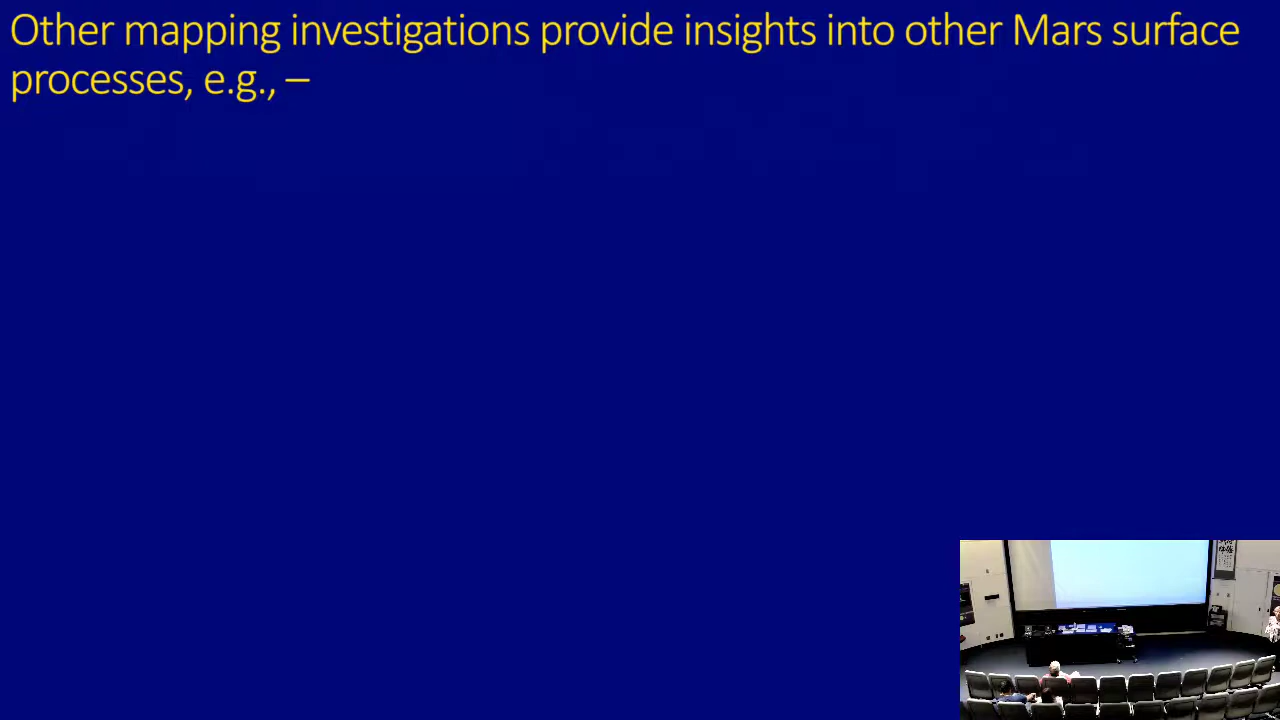 Other mapping investigations provide insights into other Mars surface
processes, e.g., –